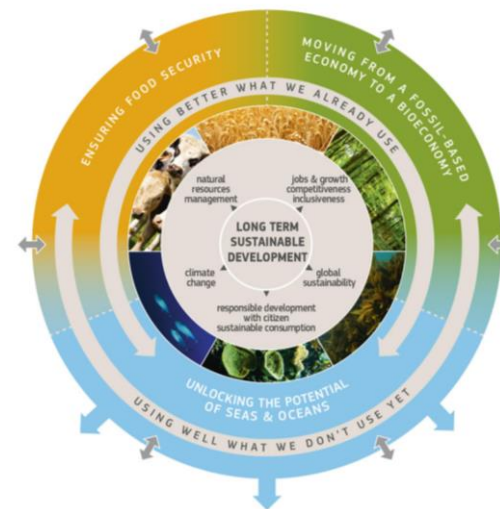 ENSURING FOOD SECURITY
MOVING FROM A FOSSIL-BASED
ECONOMY TO A BIOECONOMY
USING BETTER WHAT WE ALREADY USE
natural
resources
management
jobs & growth
competitiveness
inclusiveness
LONG TERM
SUSTAINABLE
DEVELOPMENT
climate
change
global
sustainability
responsible development
with citizen
sustainable consumption
UNLOCKING THE POTENTIAL
OF SEAS & OCEANS
USING WELL WHAT WE DON'T USE YET